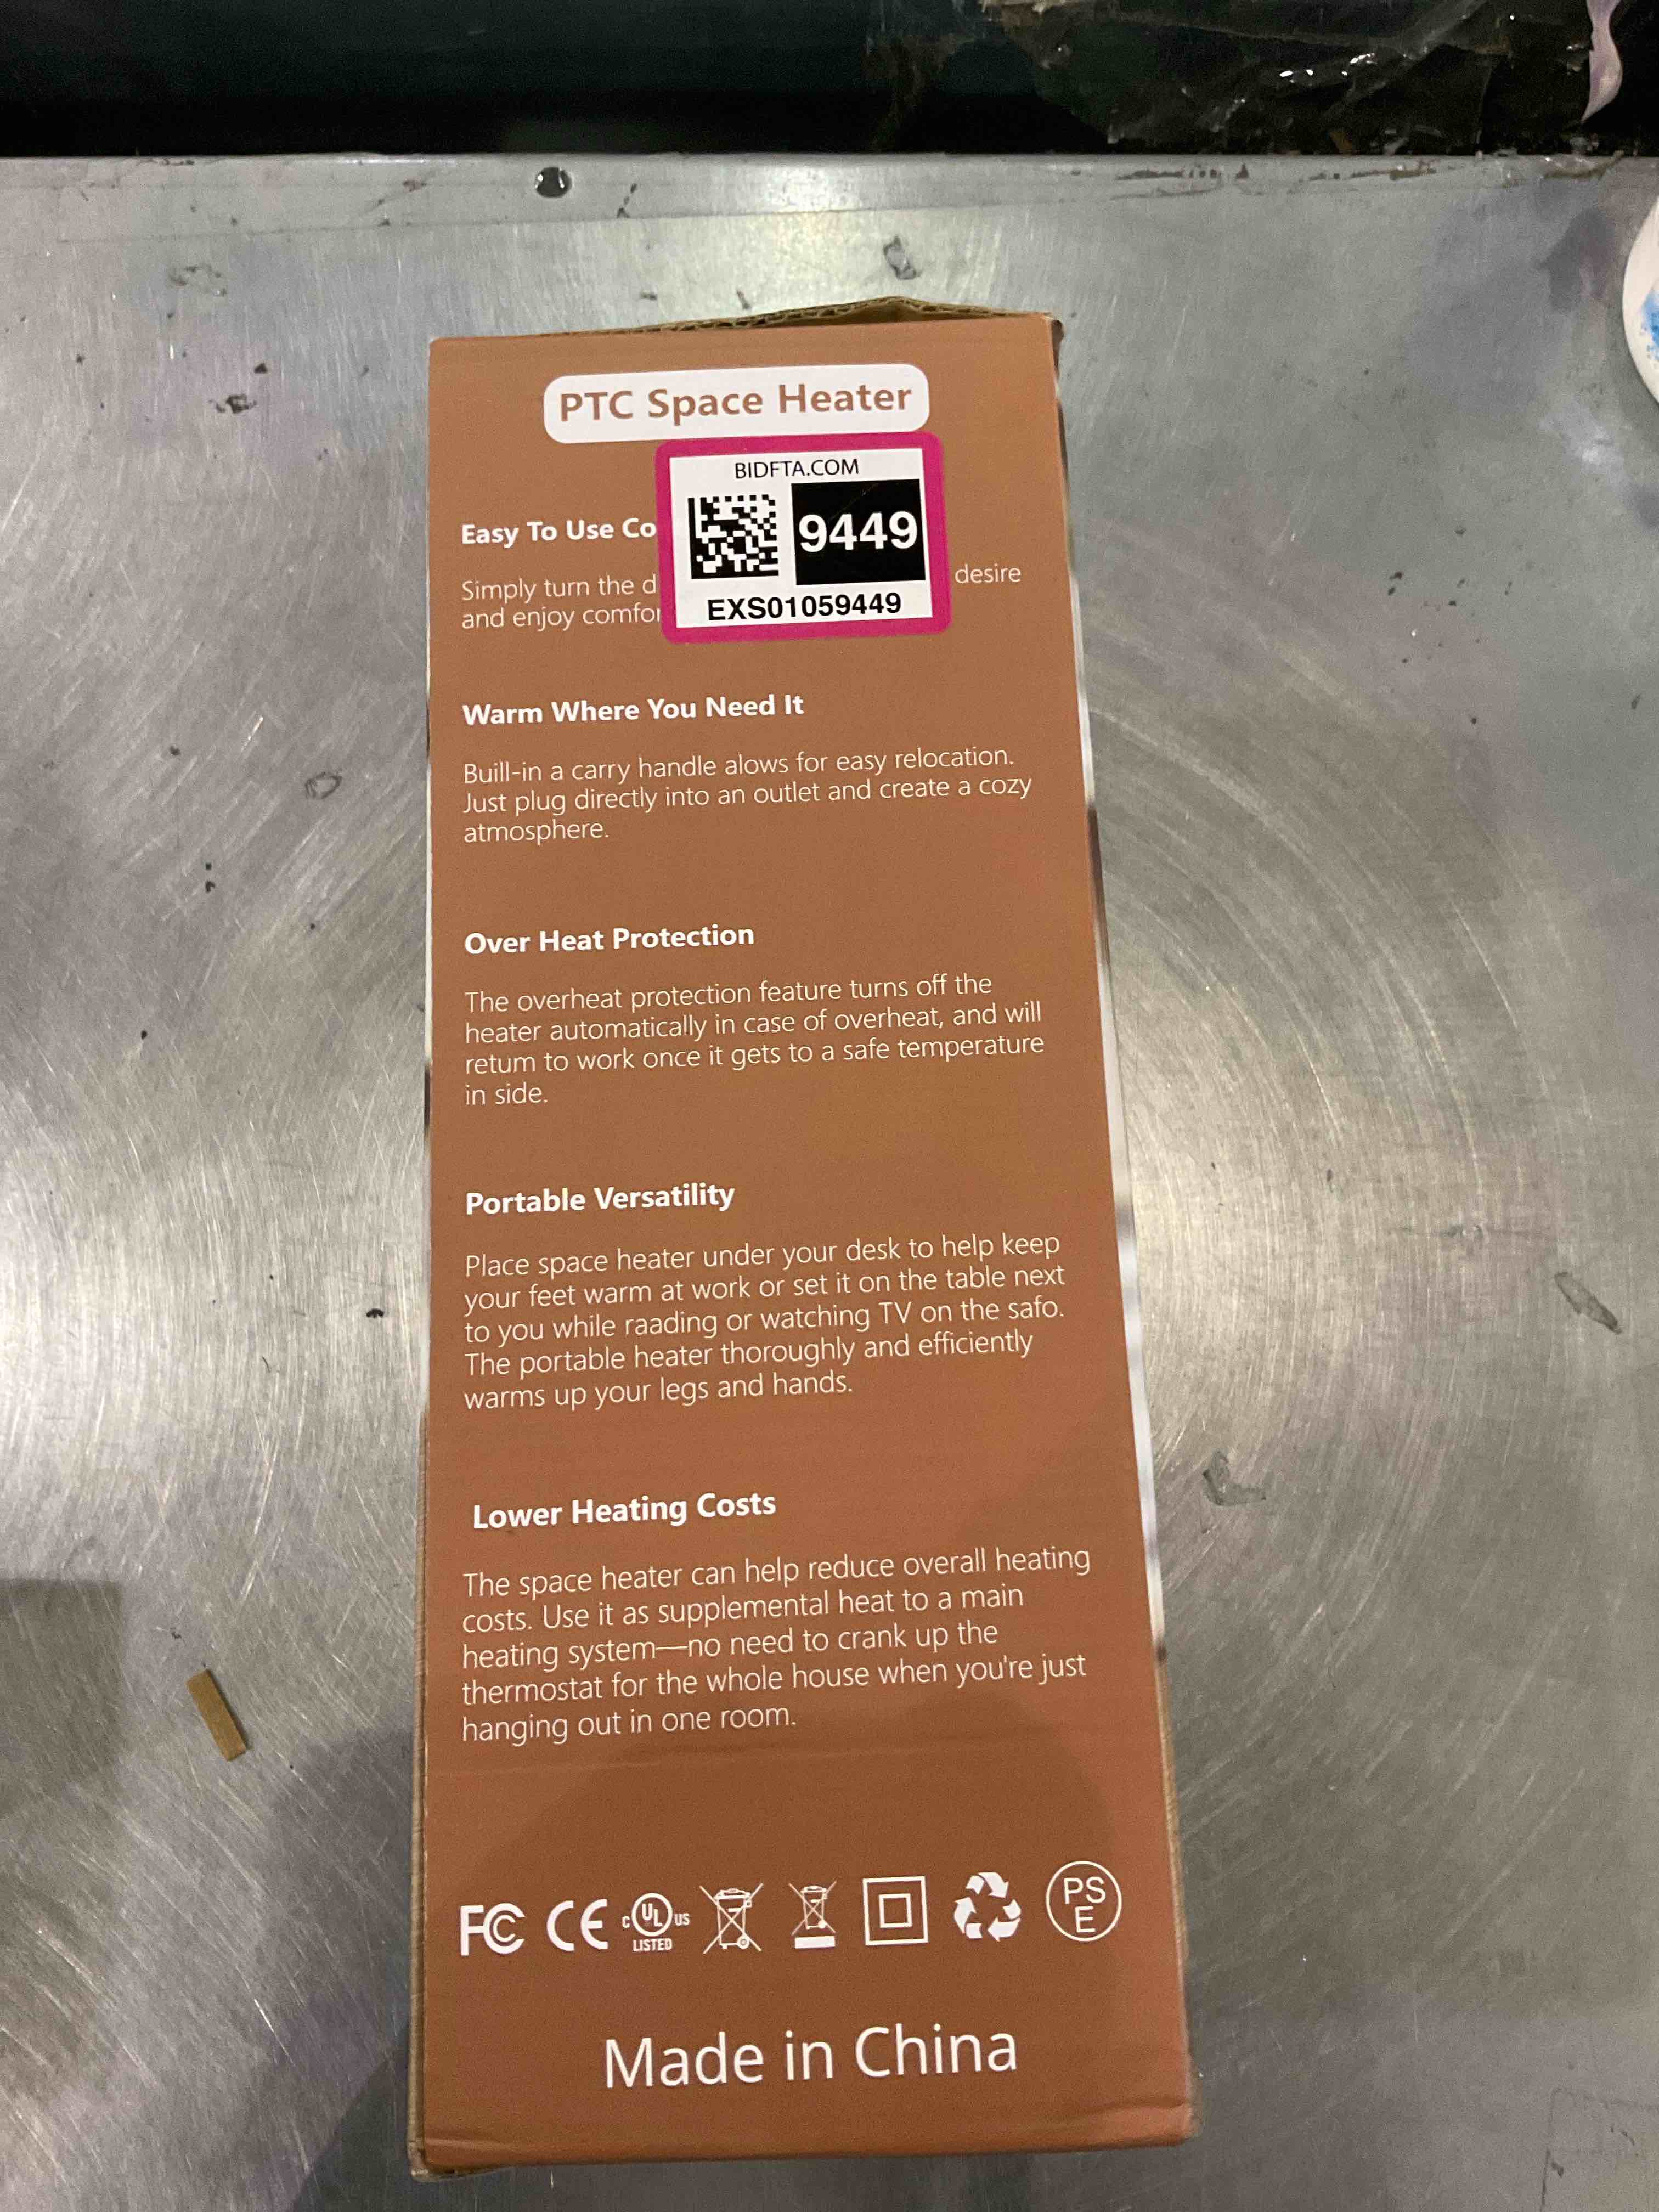 PTC Space Heater
BIDFTA.COM
9449
EXS01059449
Easy To Use Co
Simply turn the d desire
and enjoy comfor
Warm Where You Need It
Buill-in a carry handle alows for easy relocation.
Just plug directly into an outlet and create a cozy
atmosphere.
Over Heat Protection
The overheat protection feature turns off the
heater automatically in case of overheat, and will
retum to work once it gets to a safe temperature
in side.
Portable Versatility
Place space heater under your desk to help keep
your feet warm at work or set it on the table next
to you while raading or watching TV on the safo.
The portable heater thoroughly and efficiently
warms up your legs and hands.
Lower Heating Costs
The space heater can help reduce overall heating
costs. Use it as supplemental heat to a main
heating system—no need to crank up the
thermostat for the whole house when you're just
hanging out in one room.
FC CE c UL US LISTED PS E
Made in China